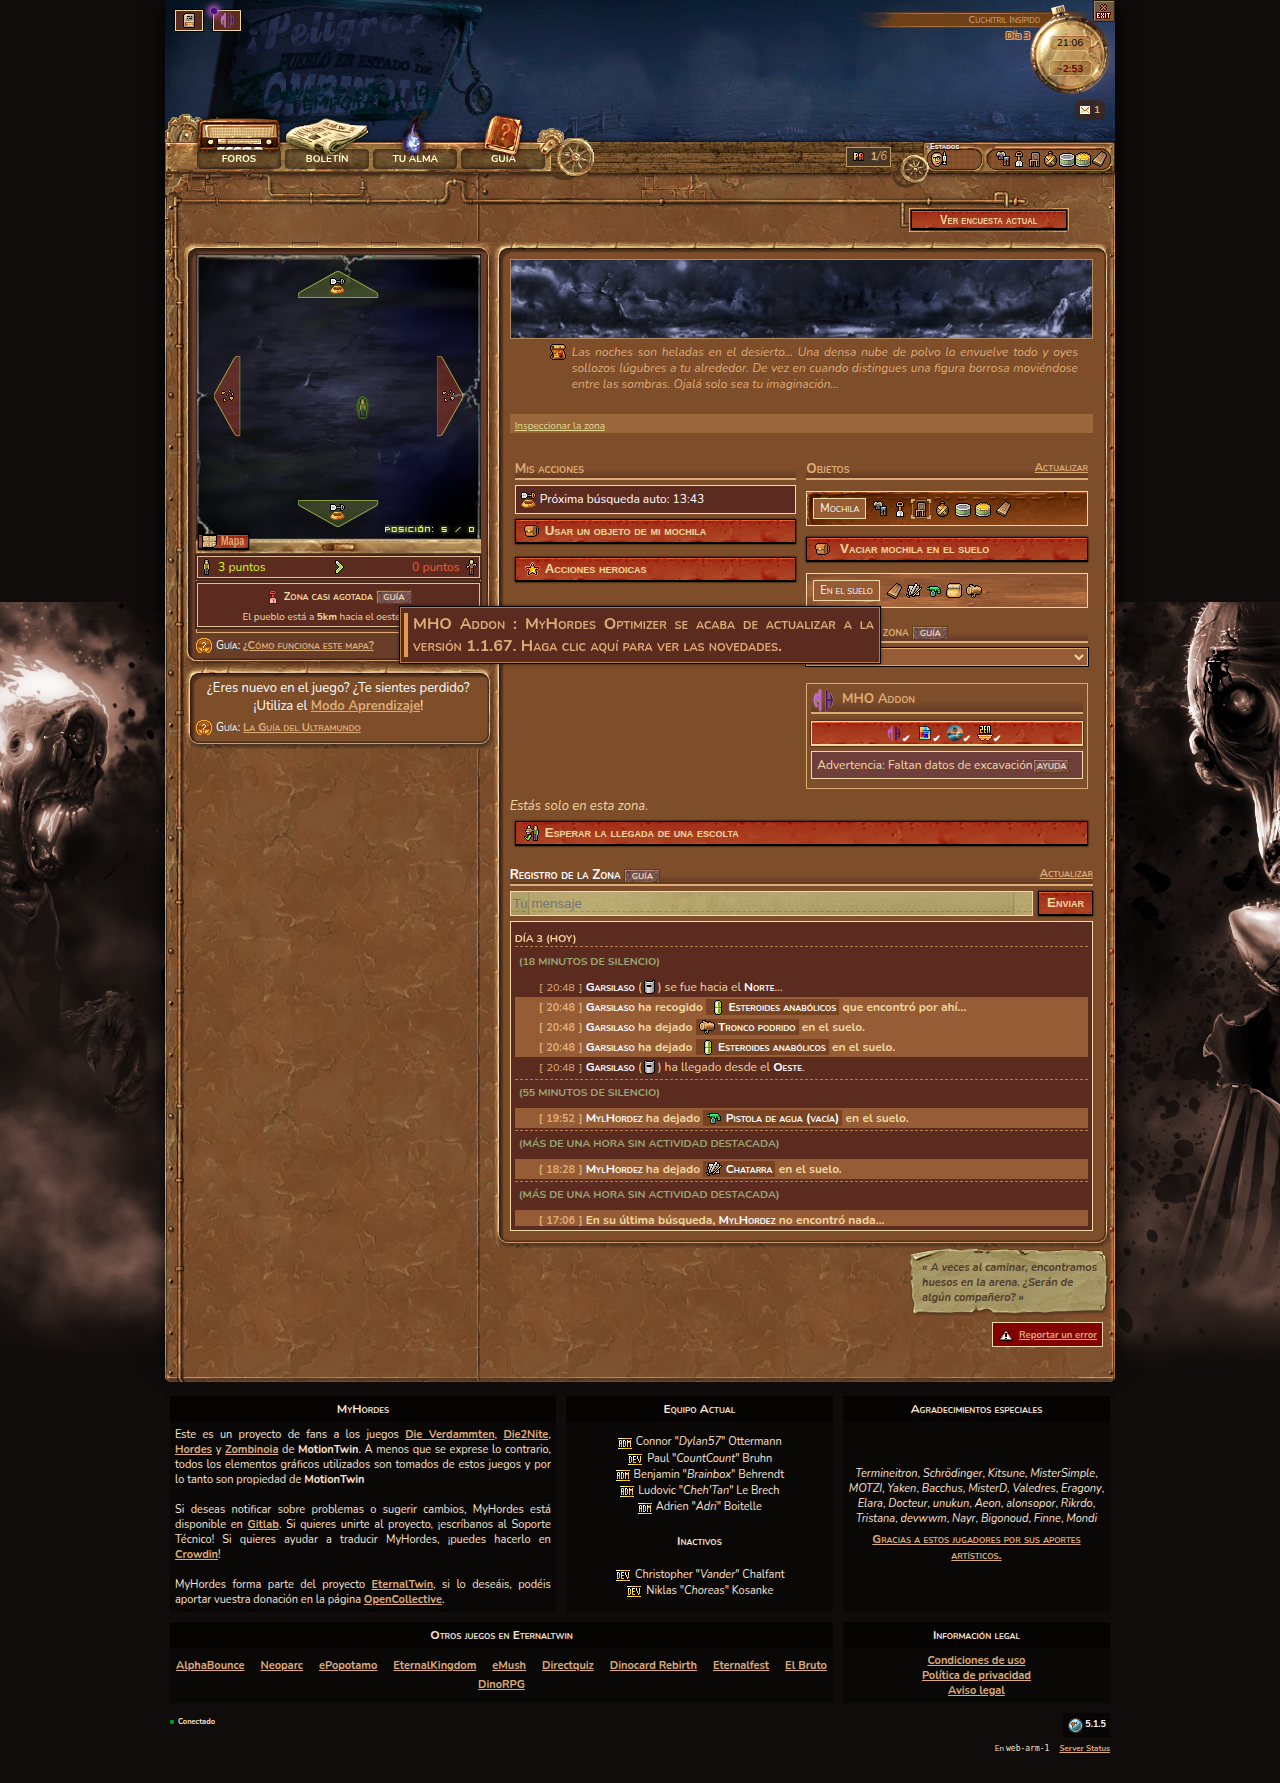 Cuchitril Insípido
Día 3
EXIT
21:06
~2:53
1
FOROS
BOLETÍN
TU ALMA
GUÍA
PA 1/6
Estados
Ver encuesta actual
Las noches son heladas en el desierto... Una densa nube de polvo lo envuelve todo y oyes
sollozos lúgubres a tu alrededor. De vez en cuando distingues una figura borrosa moviéndose
entre las sombras. Ojalá solo sea tu imaginación...
Inspeccionar la zona
Posición: 5 / 0
Mapa
3 puntos
0 puntos
Zona casi agotada GUÍA
El pueblo está a 5km hacia el oeste
Guía: ¿Cómo funciona este mapa?
¿Eres nuevo en el juego? ¿Te sientes perdido?
¡Utiliza el Modo Aprendizaje!
Guía: La Guía del Ultramundo
Mis acciones
Próxima búsqueda auto: 13:43
Usar un objeto de mi mochila
Acciones heroicas
Objetos
Actualizar
Mochila
Vaciar mochila en el suelo
En el suelo
zona GUÍA
MHO Addon : MyHordes Optimizer se acaba de actualizar a la
versión 1.1.67. Haga clic aquí para ver las novedades.
MHO Addon
Advertencia: Faltan datos de excavación AYUDA
Estás solo en esta zona.
Esperar la llegada de una escolta
Registro de la Zona GUÍA
Actualizar
Tu mensaje
Enviar
DÍA 3 (HOY)
(18 MINUTOS DE SILENCIO)
[ 20:48 ] Garsilaso ( ) se fue hacia el Norte...
[ 20:48 ] Garsilaso ha recogido Esteroides anabólicos que encontró por ahí...
[ 20:48 ] Garsilaso ha dejado Tronco podrido en el suelo.
[ 20:48 ] Garsilaso ha dejado Esteroides anabólicos en el suelo.
[ 20:48 ] Garsilaso ( ) ha llegado desde el Oeste.
(55 MINUTOS DE SILENCIO)
[ 19:52 ] MylHordez ha dejado Pistola de agua (vacía) en el suelo.
(MÁS DE UNA HORA SIN ACTIVIDAD DESTACADA)
[ 18:28 ] MylHordez ha dejado Chatarra en el suelo.
(MÁS DE UNA HORA SIN ACTIVIDAD DESTACADA)
[ 17:06 ] En su última búsqueda, MylHordez no encontró nada...
« A veces al caminar, encontramos
huesos en la arena. ¿Serán de
algún compañero? »
Reportar un error
MyHordes
Este es un proyecto de fans a los juegos Die Verdammten, Die2Nite,
Hordes y Zombinoia de MotionTwin. A menos que se exprese lo contrario,
todos los elementos gráficos utilizados son tomados de estos juegos y por
lo tanto son propiedad de MotionTwin
Si deseas notificar sobre problemas o sugerir cambios, MyHordes está
disponible en Gitlab. Si quieres unirte al proyecto, ¡escríbanos al Soporte
Técnico! Si quieres ayudar a traducir MyHordes, ¡puedes hacerlo en
Crowdin!
MyHordes forma parte del proyecto EternalTwin, si lo deseáis, podéis
aportar vuestra donación en la página OpenCollective.
Equipo Actual
ADM Connor "Dylan57" Ottermann
DEV Paul "CountCount" Bruhn
ADM Benjamin "Brainbox" Behrendt
ADM Ludovic "Cheh'Tan" Le Brech
ADM Adrien "Adri" Boitelle
Inactivos
DEV Christopher "Vander" Chalfant
DEV Niklas "Choreas" Kosanke
Agradecimientos especiales
Termineitron, Schrödinger, Kitsune, MisterSimple,
MOTZI, Yaken, Bacchus, MisterD, Valedres, Eragony,
Elara, Docteur, unukun, Aeon, alonsopor, Rikrdo,
Tristana, devwwm, Nayr, Bigonoud, Finne, Mondi
Gracias a estos jugadores por sus aportes
artísticos.
Otros juegos en Eternaltwin
AlphaBounce Neoparc ePopotamo EternalKingdom eMush Directquiz Dinocard Rebirth Eternalfest El Bruto
DinoRPG
Información legal
Condiciones de uso
Política de privacidad
Aviso legal
Conectado
5.1.5
En web-arm-1 Server Status